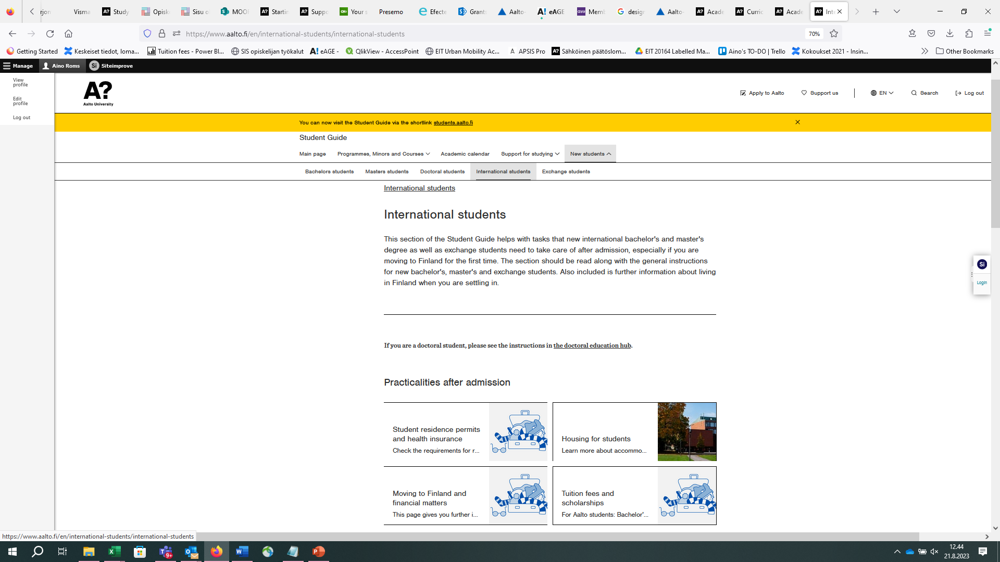 rjon Visma Study Opisk Sisu o MOO Startin Suppo Your s Presemo Efecte Grants Aalto- eAGE Memb desig Aalto- Acade Curric Acade Int
https://www.aalto.fi/en/international-students/international-students 70%
Getting Started Keskeiset tiedot, loma... Tuition fees - Power Bl... SIS opiskelijan työkalut eAGE - QlikView - AccessPoint EIT Urban Mobility Ac... APSIS Pro Sähköinen päätöslom... EIT 20164 Labelled Ma... Aino's TO-DO | Trello Kokoukset 2021 - Insin... Other Bookmarks
Manage Aino Roms Si Siteimprove
View profile
Edit profile
Log out
A?
Aalto University
Apply to Aalto Support us EN Search Log out
You can now visit the Student Guide via the shortlink students.aalto.fi
Student Guide
Main page Programmes, Minors and Courses Academic calendar Support for studying New students
Bachelors students Masters students Doctoral students International students Exchange students
International students
International students
This section of the Student Guide helps with tasks that new international bachelor's and master's
degree as well as exchange students need to take care of after admission, especially if you are
moving to Finland for the first time. The section should be read along with the general instructions
for new bachelor's, master's and exchange students. Also included is further information about living
in Finland when you are settling in.
Si
Login
If you are a doctoral student, please see the instructions in the doctoral education hub.
Practicalities after admission
Student residence permits
and health insurance
Check the requirements for r...
Housing for students
Learn more about accommo...
Moving to Finland and
financial matters
This page gives you further i...
Tuition fees and
scholarships
For Aalto students: Bachelor'...
https://www.aalto.fi/en/international-students/international-students
9+
12.44
21.8.2023